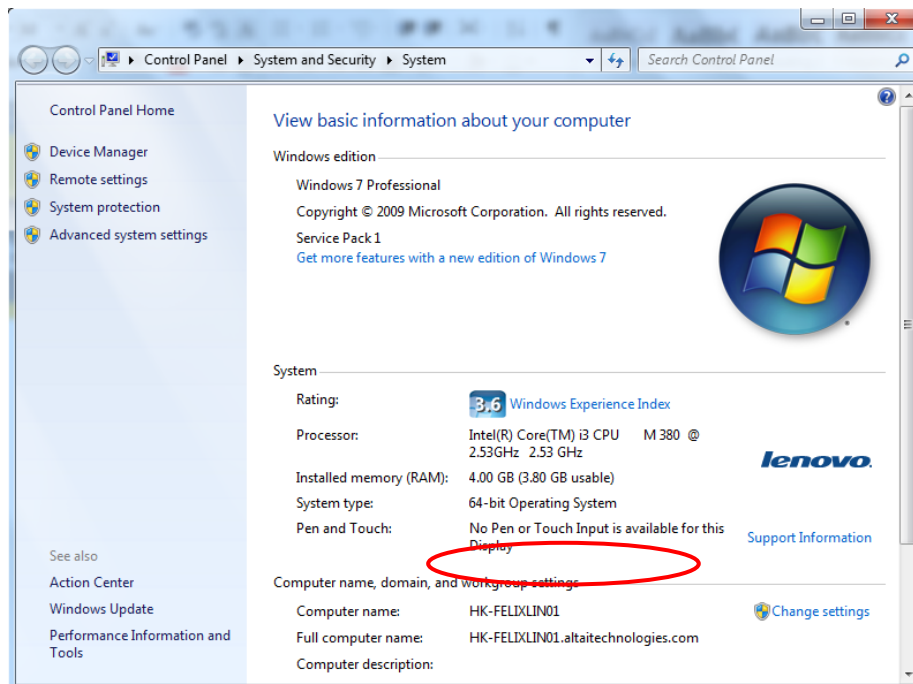 Control Panel ▸ System and Security ▸ System
Search Control Panel
Control Panel Home
Device Manager
Remote settings
System protection
Advanced system settings
See also
Action Center
Windows Update
Performance Information and
Tools
View basic information about your computer
Windows edition
Windows 7 Professional
Copyright © 2009 Microsoft Corporation. All rights reserved.
Service Pack 1
Get more features with a new edition of Windows 7
System
Rating:
3,6 Windows Experience Index
Processor:
Intel(R) Core(TM) i3 CPU M 380 @
2.53GHz 2.53 GHz
lenovo.
Installed memory (RAM): 4.00 GB (3.80 GB usable)
System type: 64-bit Operating System
Pen and Touch: No Pen or Touch Input is available for this
Display
Support Information
Computer name, domain, and workgroup settings
Computer name: HK-FELIXLIN01
Change settings
Full computer name: HK-FELIXLIN01.altaitechnologies.com
Computer description: